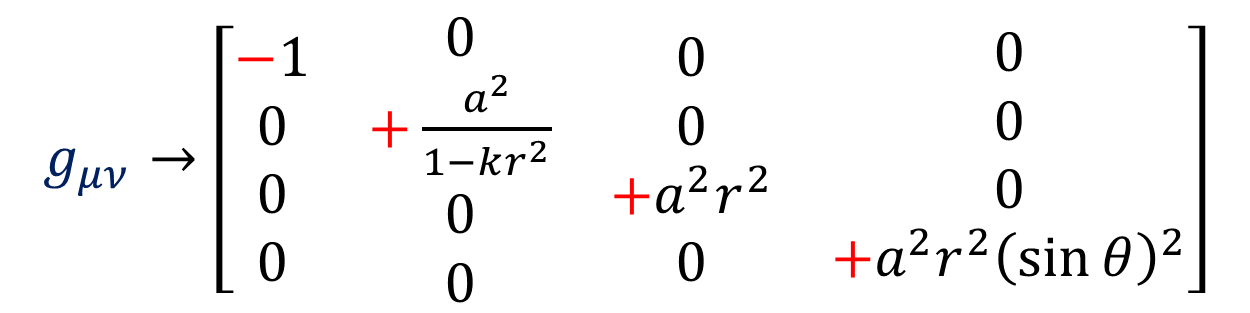 g_{μν} → [ −1 0 0 0
0 +a²/(1−kr²) 0 0
0 0 +a²r² 0
0 0 0 +a²r²(sin θ)² ]